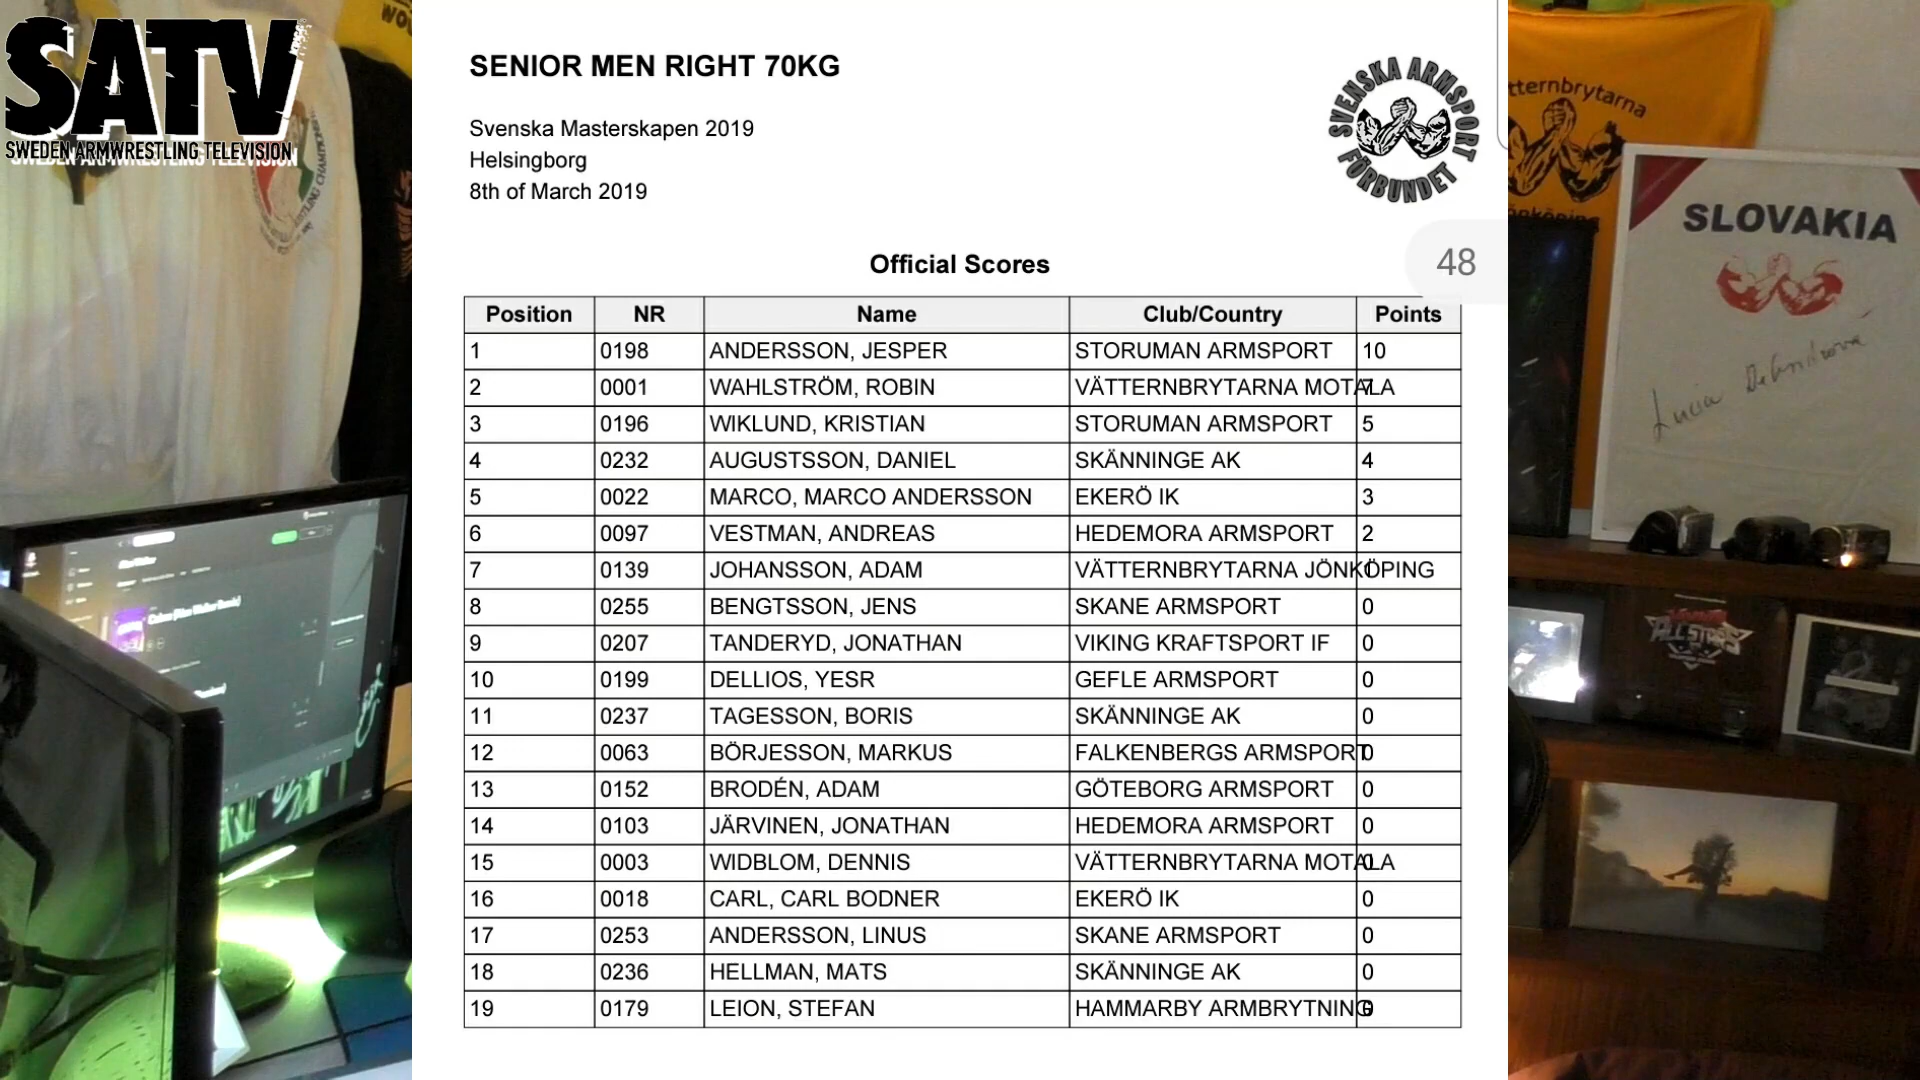 SATV
SWEDEN ARMWRESTLING TELEVISION
SENIOR MEN RIGHT 70KG
Svenska Masterskapen 2019
Helsingborg
8th of March 2019
SVENSKA ARMSPORT FÖRBUNDET
48
Official Scores
Position NR Name Club/Country Points
1 0198 ANDERSSON, JESPER STORUMAN ARMSPORT 10
2 0001 WAHLSTRÖM, ROBIN VÄTTERNBRYTARNA MOTALA 7
3 0196 WIKLUND, KRISTIAN STORUMAN ARMSPORT 5
4 0232 AUGUSTSSON, DANIEL SKÄNNINGE AK 4
5 0022 MARCO, MARCO ANDERSSON EKERÖ IK 3
6 0097 VESTMAN, ANDREAS HEDEMORA ARMSPORT 2
7 0139 JOHANSSON, ADAM VÄTTERNBRYTARNA JÖNKÖPING
8 0255 BENGTSSON, JENS SKANE ARMSPORT 0
9 0207 TANDERYD, JONATHAN VIKING KRAFTSPORT IF 0
10 0199 DELLIOS, YESR GEFLE ARMSPORT 0
11 0237 TAGESSON, BORIS SKÄNNINGE AK 0
12 0063 BÖRJESSON, MARKUS FALKENBERGS ARMSPORT 0
13 0152 BRODÉN, ADAM GÖTEBORG ARMSPORT 0
14 0103 JÄRVINEN, JONATHAN HEDEMORA ARMSPORT 0
15 0003 WIDBLOM, DENNIS VÄTTERNBRYTARNA MOTALA 0
16 0018 CARL, CARL BODNER EKERÖ IK 0
17 0253 ANDERSSON, LINUS SKANE ARMSPORT 0
18 0236 HELLMAN, MATS SKÄNNINGE AK 0
19 0179 LEION, STEFAN HAMMARBY ARMBRYTNING 0
tternbrytarna
SLOVAKIA
ALLSTARS